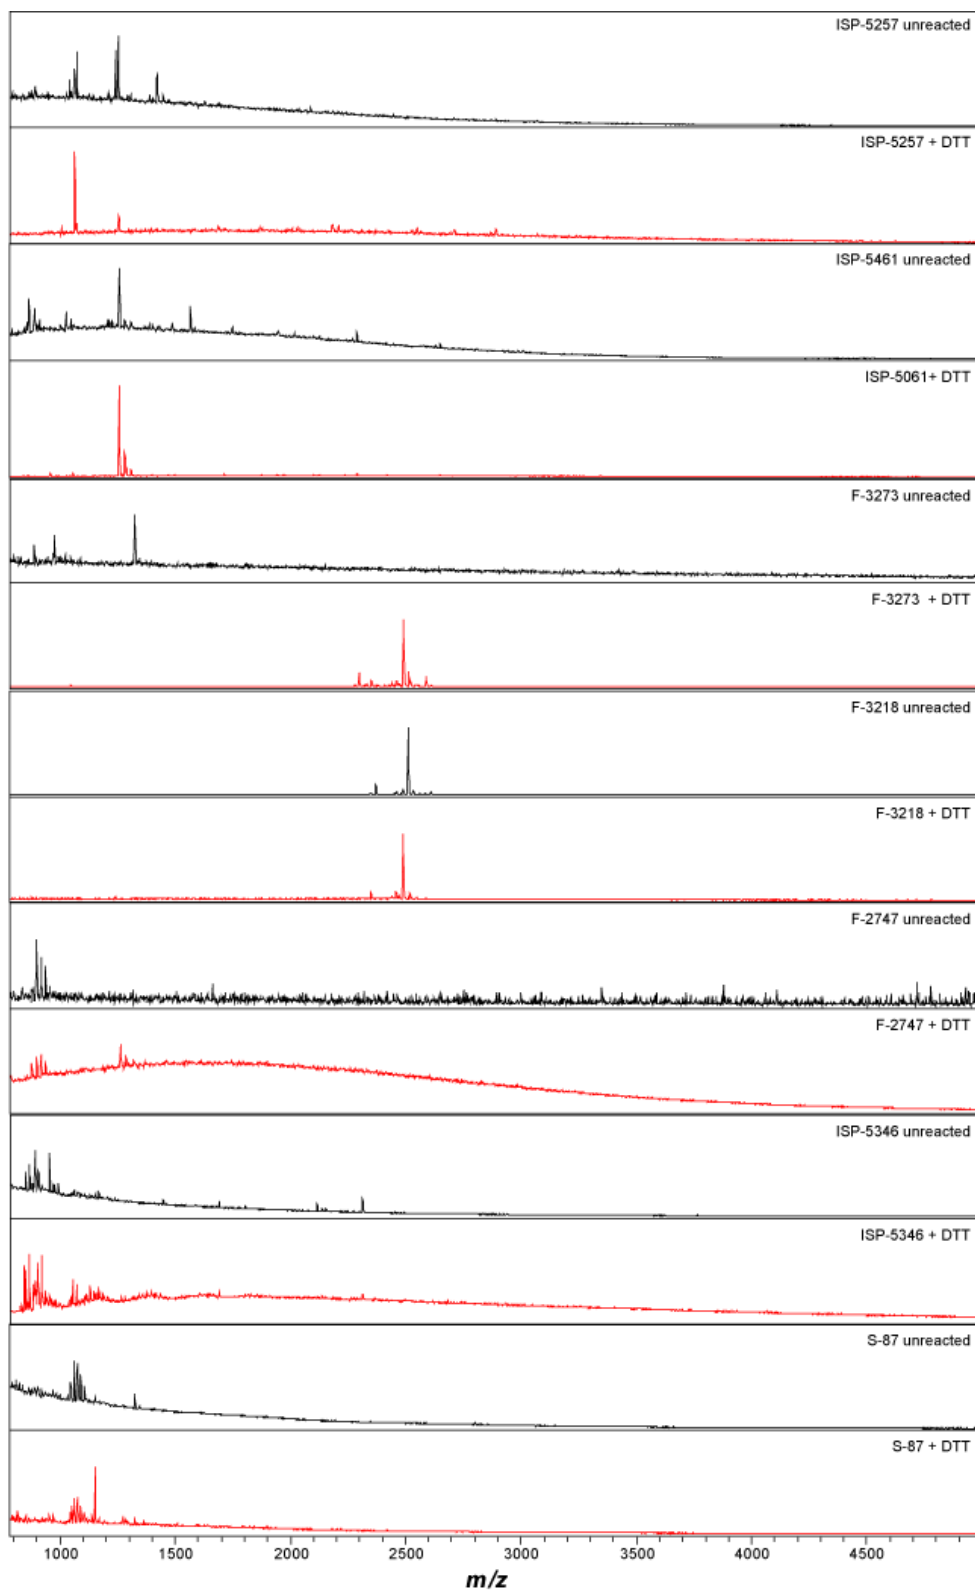 ISP-5257 unreacted
ISP-5257 + DTT
ISP-5461 unreacted
ISP-5061+ DTT
F-3273 unreacted
F-3273 + DTT
F-3218 unreacted
F-3218 + DTT
F-2747 unreacted
F-2747 + DTT
ISP-5346 unreacted
ISP-5346 + DTT
S-87 unreacted
S-87 + DTT
1000 1500 2000 2500 3000 3500 4000 4500
m/z